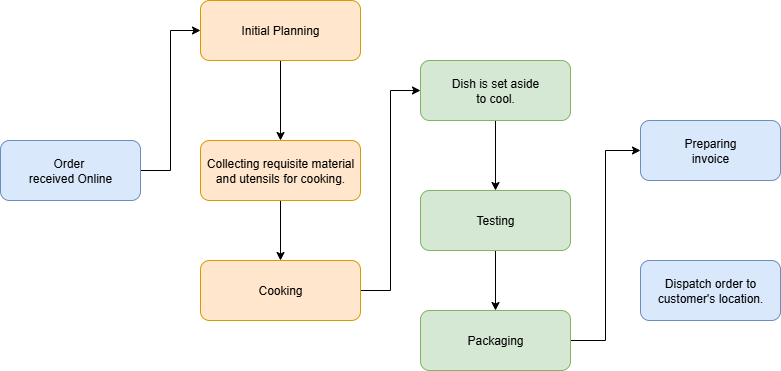 Order
received Online
Initial Planning
Collecting requisite material
and utensils for cooking.
Cooking
Dish is set aside
to cool.
Testing
Packaging
Preparing
invoice
Dispatch order to
customer's location.